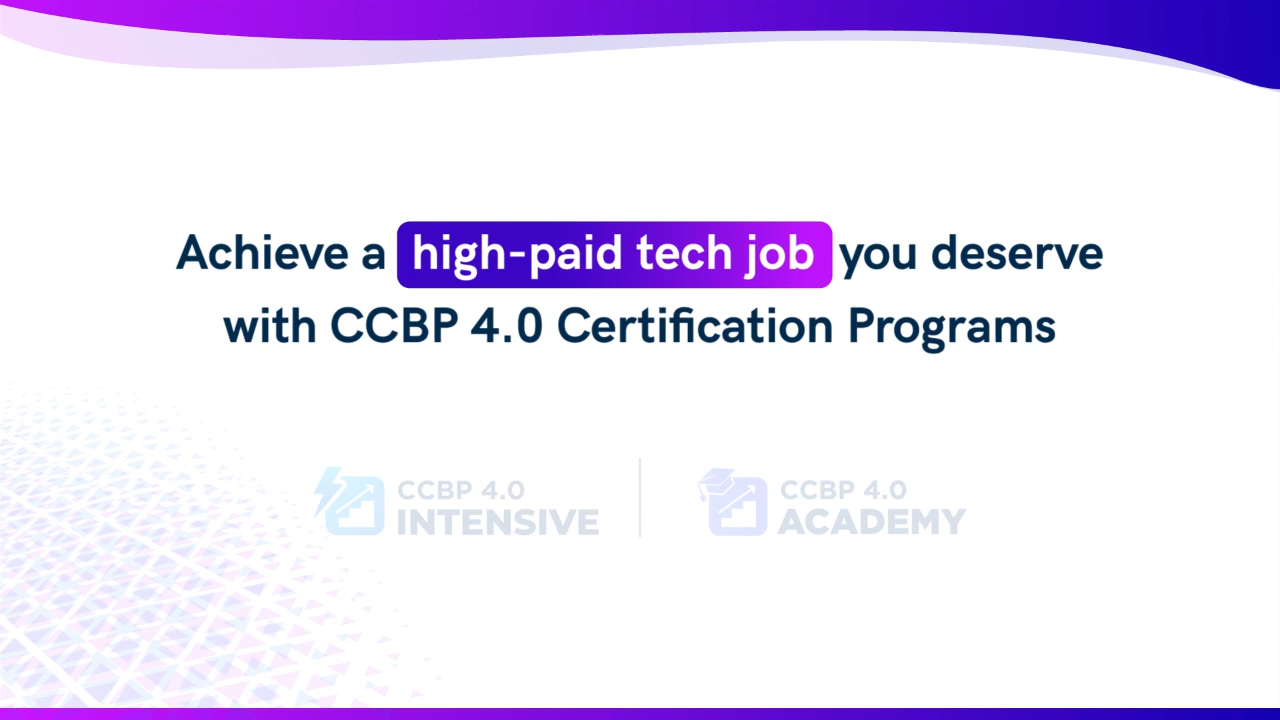 Achieve a high-paid tech job you deserve
with CCBP 4.0 Certification Programs
CCBP 4.0
INTENSIVE
CCBP 4.0
ACADEMY